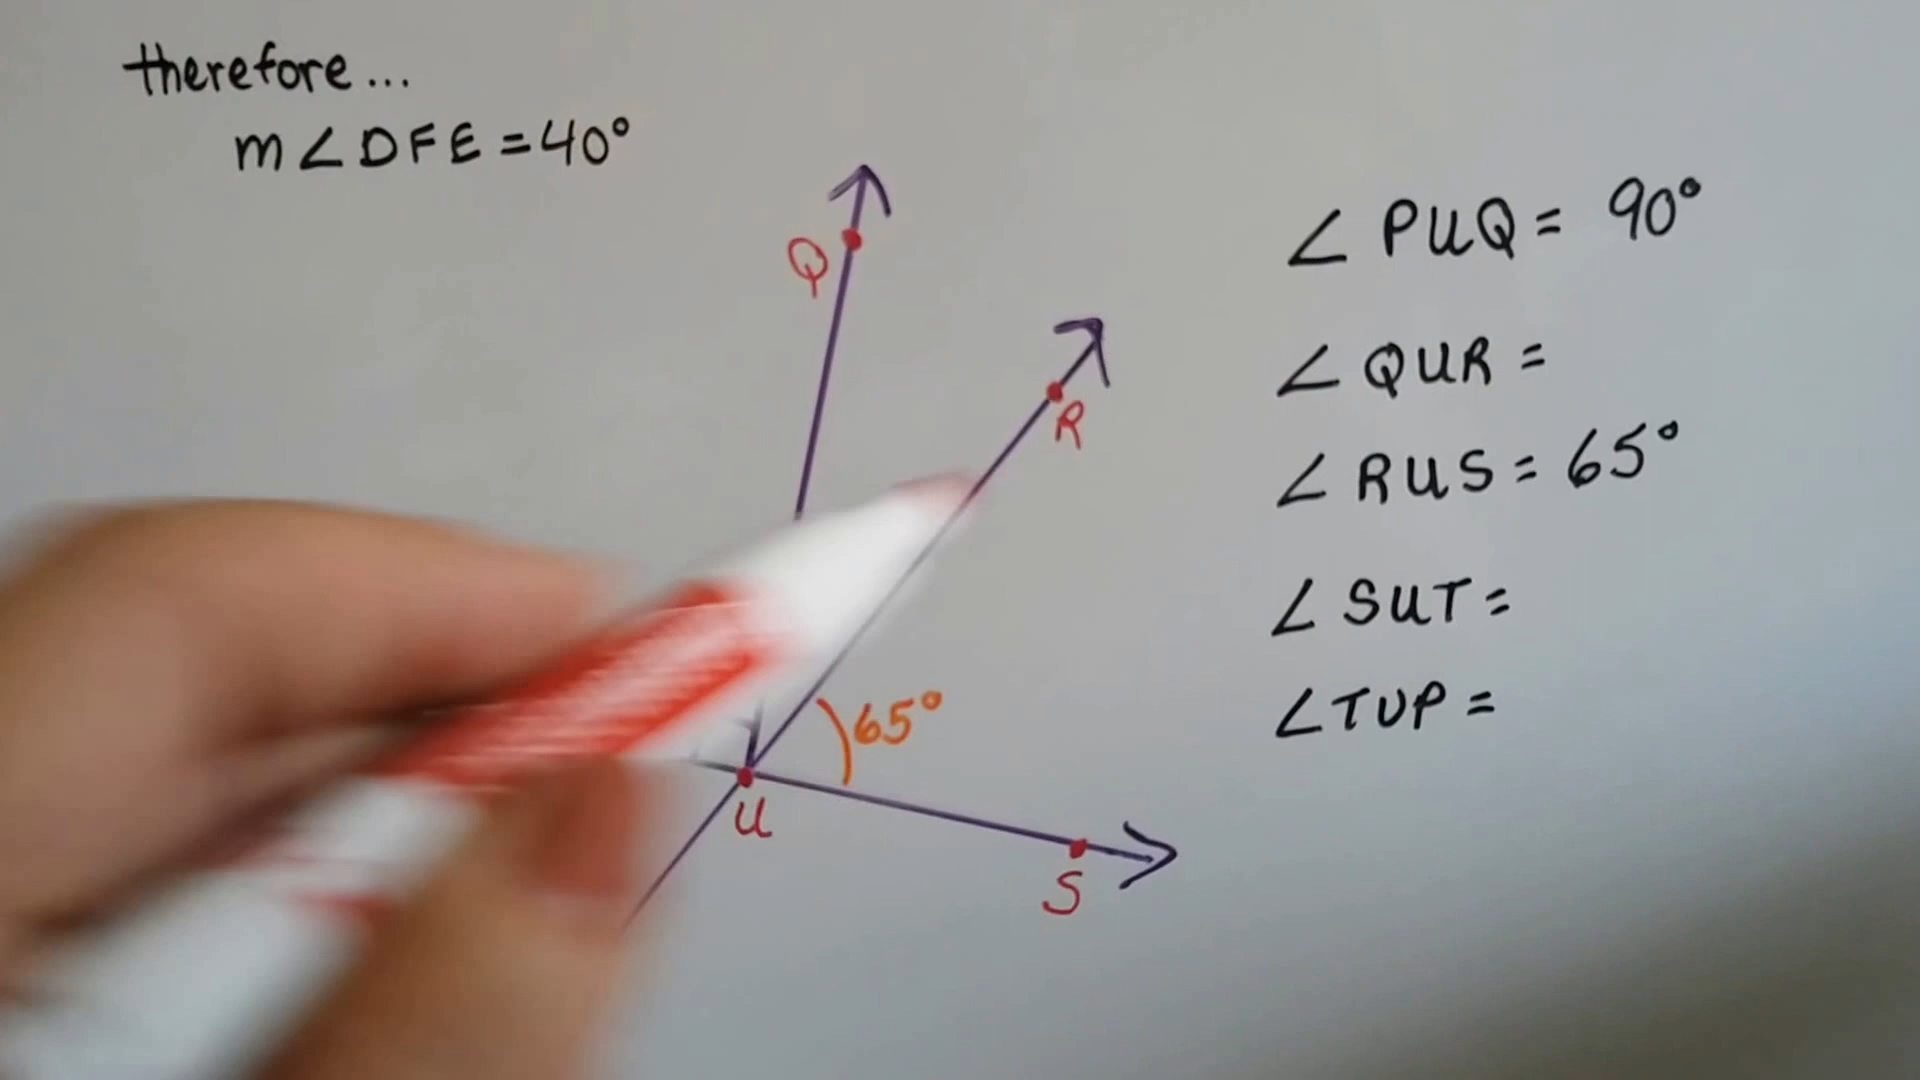 therefore...
m∠DFE=40°
Q
R
65°
U
S
∠PUQ= 90°
∠QUR=
∠RUS=65°
∠SUT=
∠TUP=